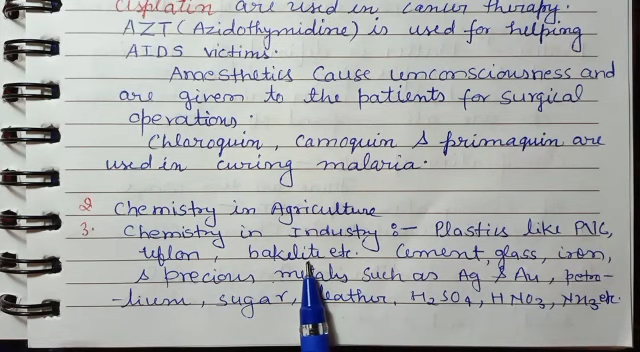 Cisplatin are used in cancer therapy.
AZT (Azidothymidine) is used for helping
AIDS victims.
Anaesthetics cause unconsciousness and
are given to the patients for surgical
operations.
Chloroquin, camoquin & primaquin are
used in curing malaria.
2 Chemistry in Agriculture
3. Chemistry in Industry :- Plastics like PVC,
teflon, bakelite etc. Cement, glass, iron,
& precious metals such as Ag & Au, petro-
-lium, sugar, leather, H₂SO₄, HNO₃, NH₃ etc.